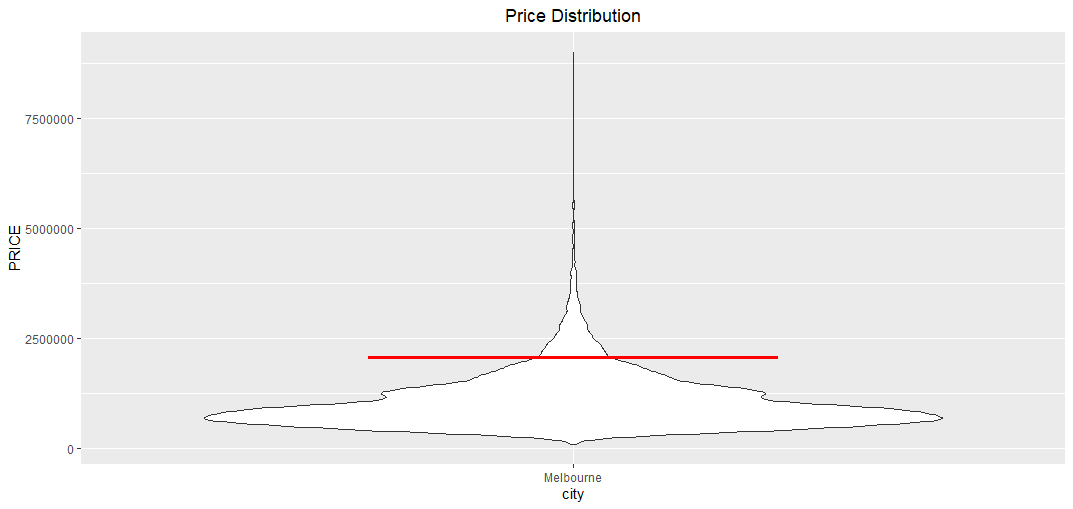 Price Distribution
PRICE
7500000
5000000
2500000
0
Melbourne
city